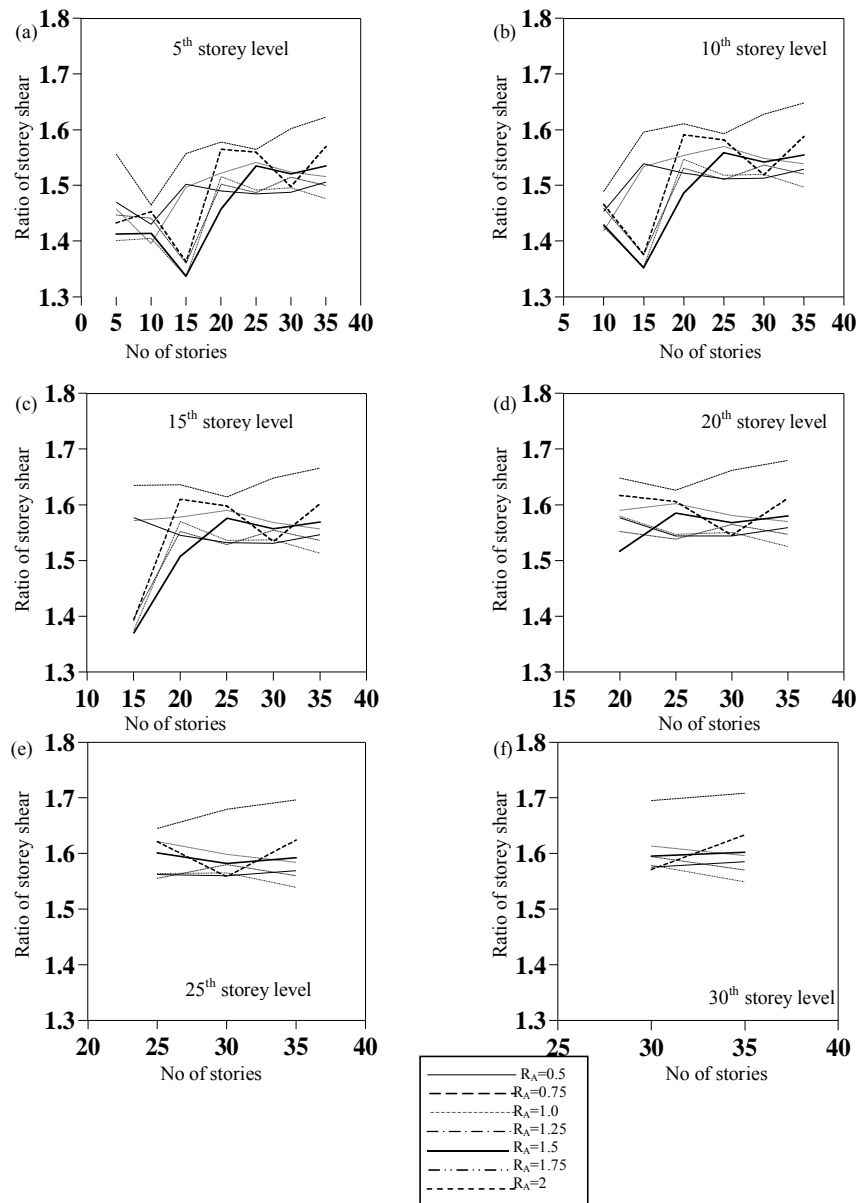 (a)
5th storey level
Ratio of storey shear
1.8
1.7
1.6
1.5
1.4
1.3
0 5 10 15 20 25 30 35 40
No of stories
(b)
10th storey level
Ratio of storey shear
1.8
1.7
1.6
1.5
1.4
1.3
5 10 15 20 25 30 35 40
No of stories
(c)
15th storey level
Ratio of storey shear
1.8
1.7
1.6
1.5
1.4
1.3
10 15 20 25 30 35 40
No of stories
(d)
20th storey level
Ratio of storey shear
1.8
1.7
1.6
1.5
1.4
1.3
15 20 25 30 35 40
No of stories
(e)
25th storey level
Ratio of storey shear
1.8
1.7
1.6
1.5
1.4
1.3
20 25 30 35 40
No of stories
(f)
30th storey level
Ratio of storey shear
1.8
1.7
1.6
1.5
1.4
1.3
25 30 35 40
No of stories
RA=0.5
RA=0.75
RA=1.0
RA=1.25
RA=1.5
RA=1.75
RA=2